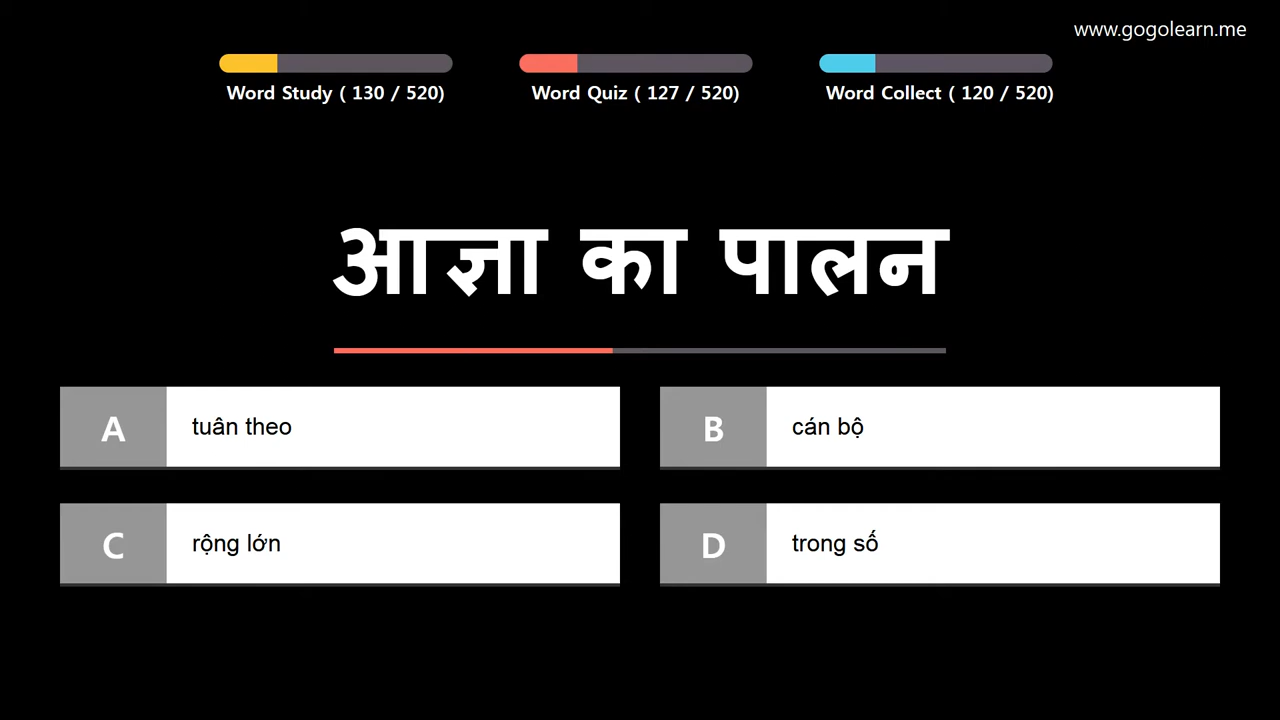 www.gogolearn.me
Word Study ( 130 / 520)
Word Quiz ( 127 / 520)
Word Collect ( 120 / 520)
आज्ञा का पालन
A tuân theo
B cán bộ
C rộng lớn
D trong số